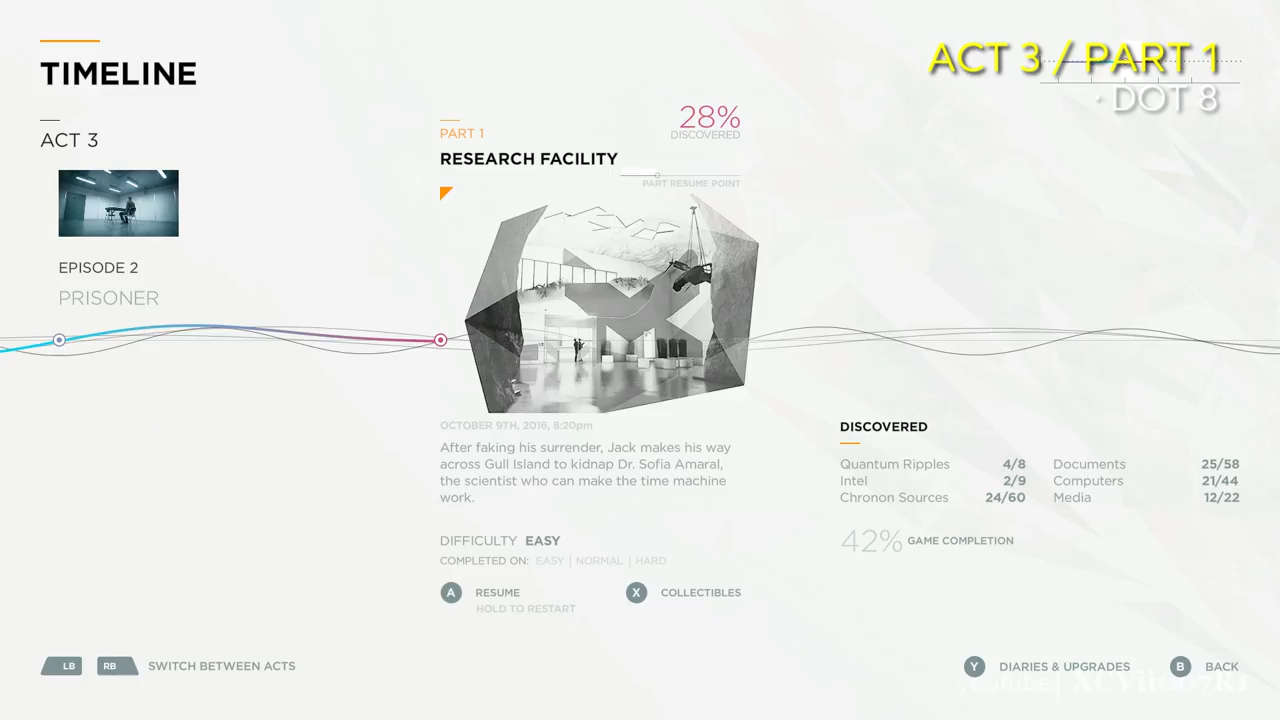 TIMELINE
ACT 3 / PART 1
· DOT 8
ACT 3
EPISODE 2
PRISONER
PART 1
28%
DISCOVERED
RESEARCH FACILITY
PART RESUME POINT
OCTOBER 9TH, 2016, 8:20pm
After faking his surrender, Jack makes his way
across Gull Island to kidnap Dr. Sofia Amaral,
the scientist who can make the time machine
work.
DIFFICULTY EASY
COMPLETED ON: EASY | NORMAL | HARD
A RESUME
HOLD TO RESTART
X COLLECTIBLES
DISCOVERED
Quantum Ripples 4/8
Intel 2/9
Chronon Sources 24/60
Documents 25/58
Computers 21/44
Media 12/22
42% GAME COMPLETION
LB RB SWITCH BETWEEN ACTS
Y DIARIES & UPGRADES
B BACK